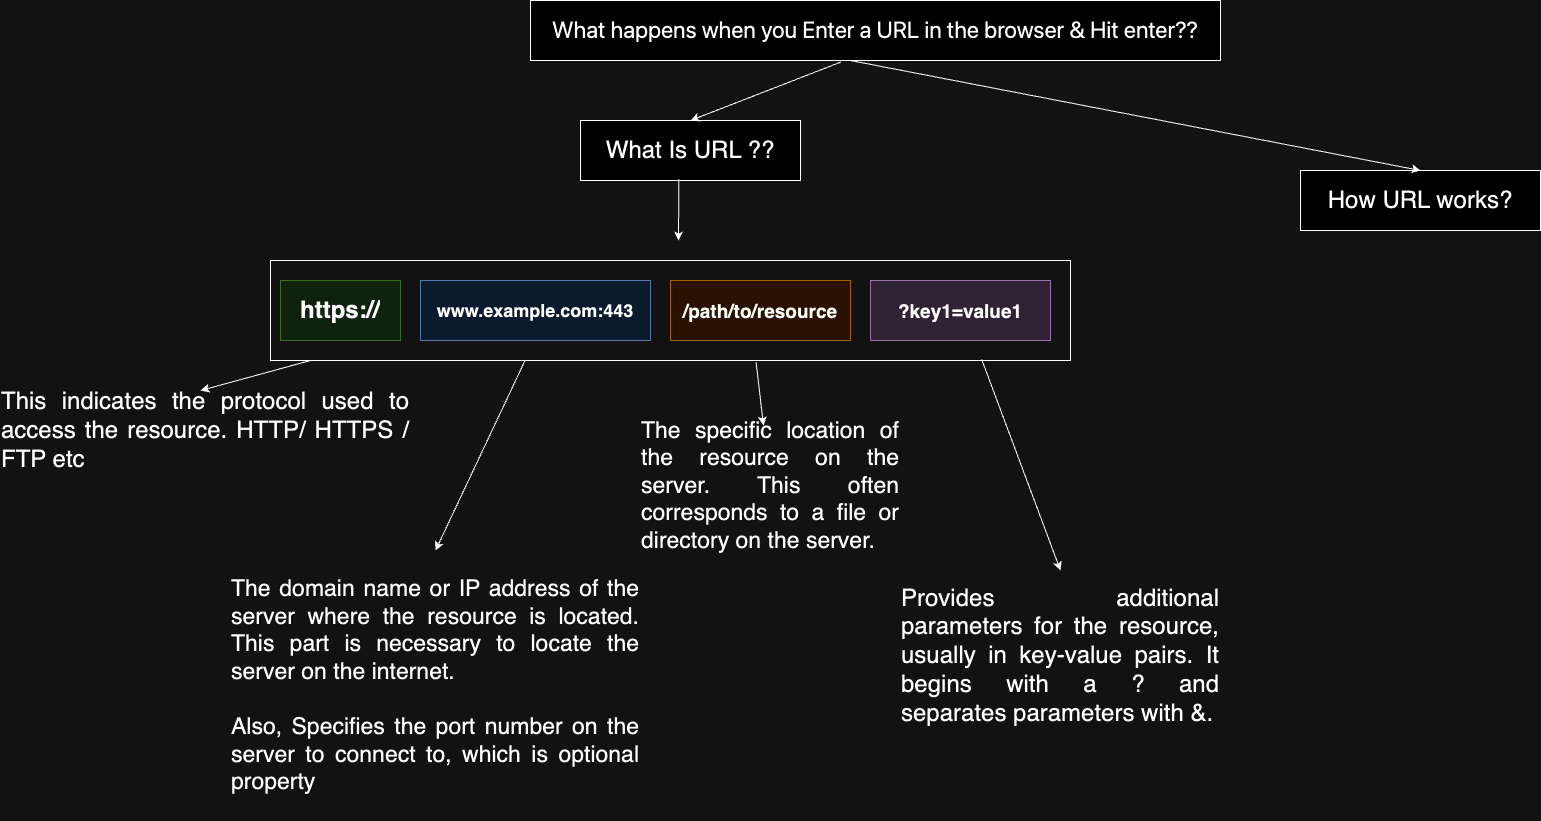 What happens when you Enter a URL in the browser & Hit enter??
What Is URL ??
How URL works?
https://
www.example.com:443
/path/to/resource
?key1=value1
This indicates the protocol used to
access the resource. HTTP/ HTTPS /
FTP etc
The specific location of
the resource on the
server. This often
corresponds to a file or
directory on the server.
The domain name or IP address of the
server where the resource is located.
This part is necessary to locate the
server on the internet.
Also, Specifies the port number on the
server to connect to, which is optional
property
Provides additional
parameters for the resource,
usually in key-value pairs. It
begins with a ? and
separates parameters with &.